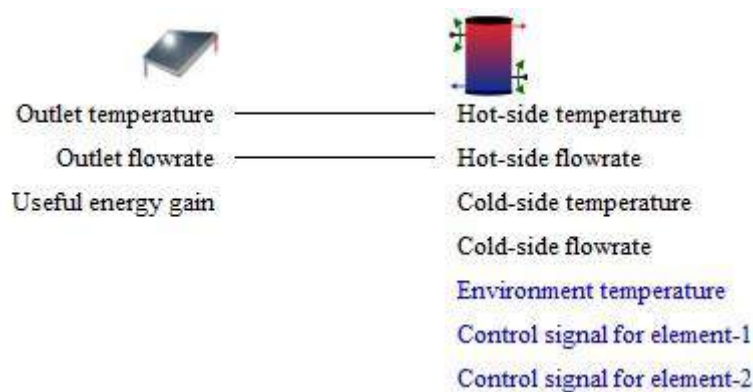 Outlet temperature Hot-side temperature
Outlet flowrate Hot-side flowrate
Useful energy gain Cold-side temperature
Cold-side flowrate
Environment temperature
Control signal for element-1
Control signal for element-2